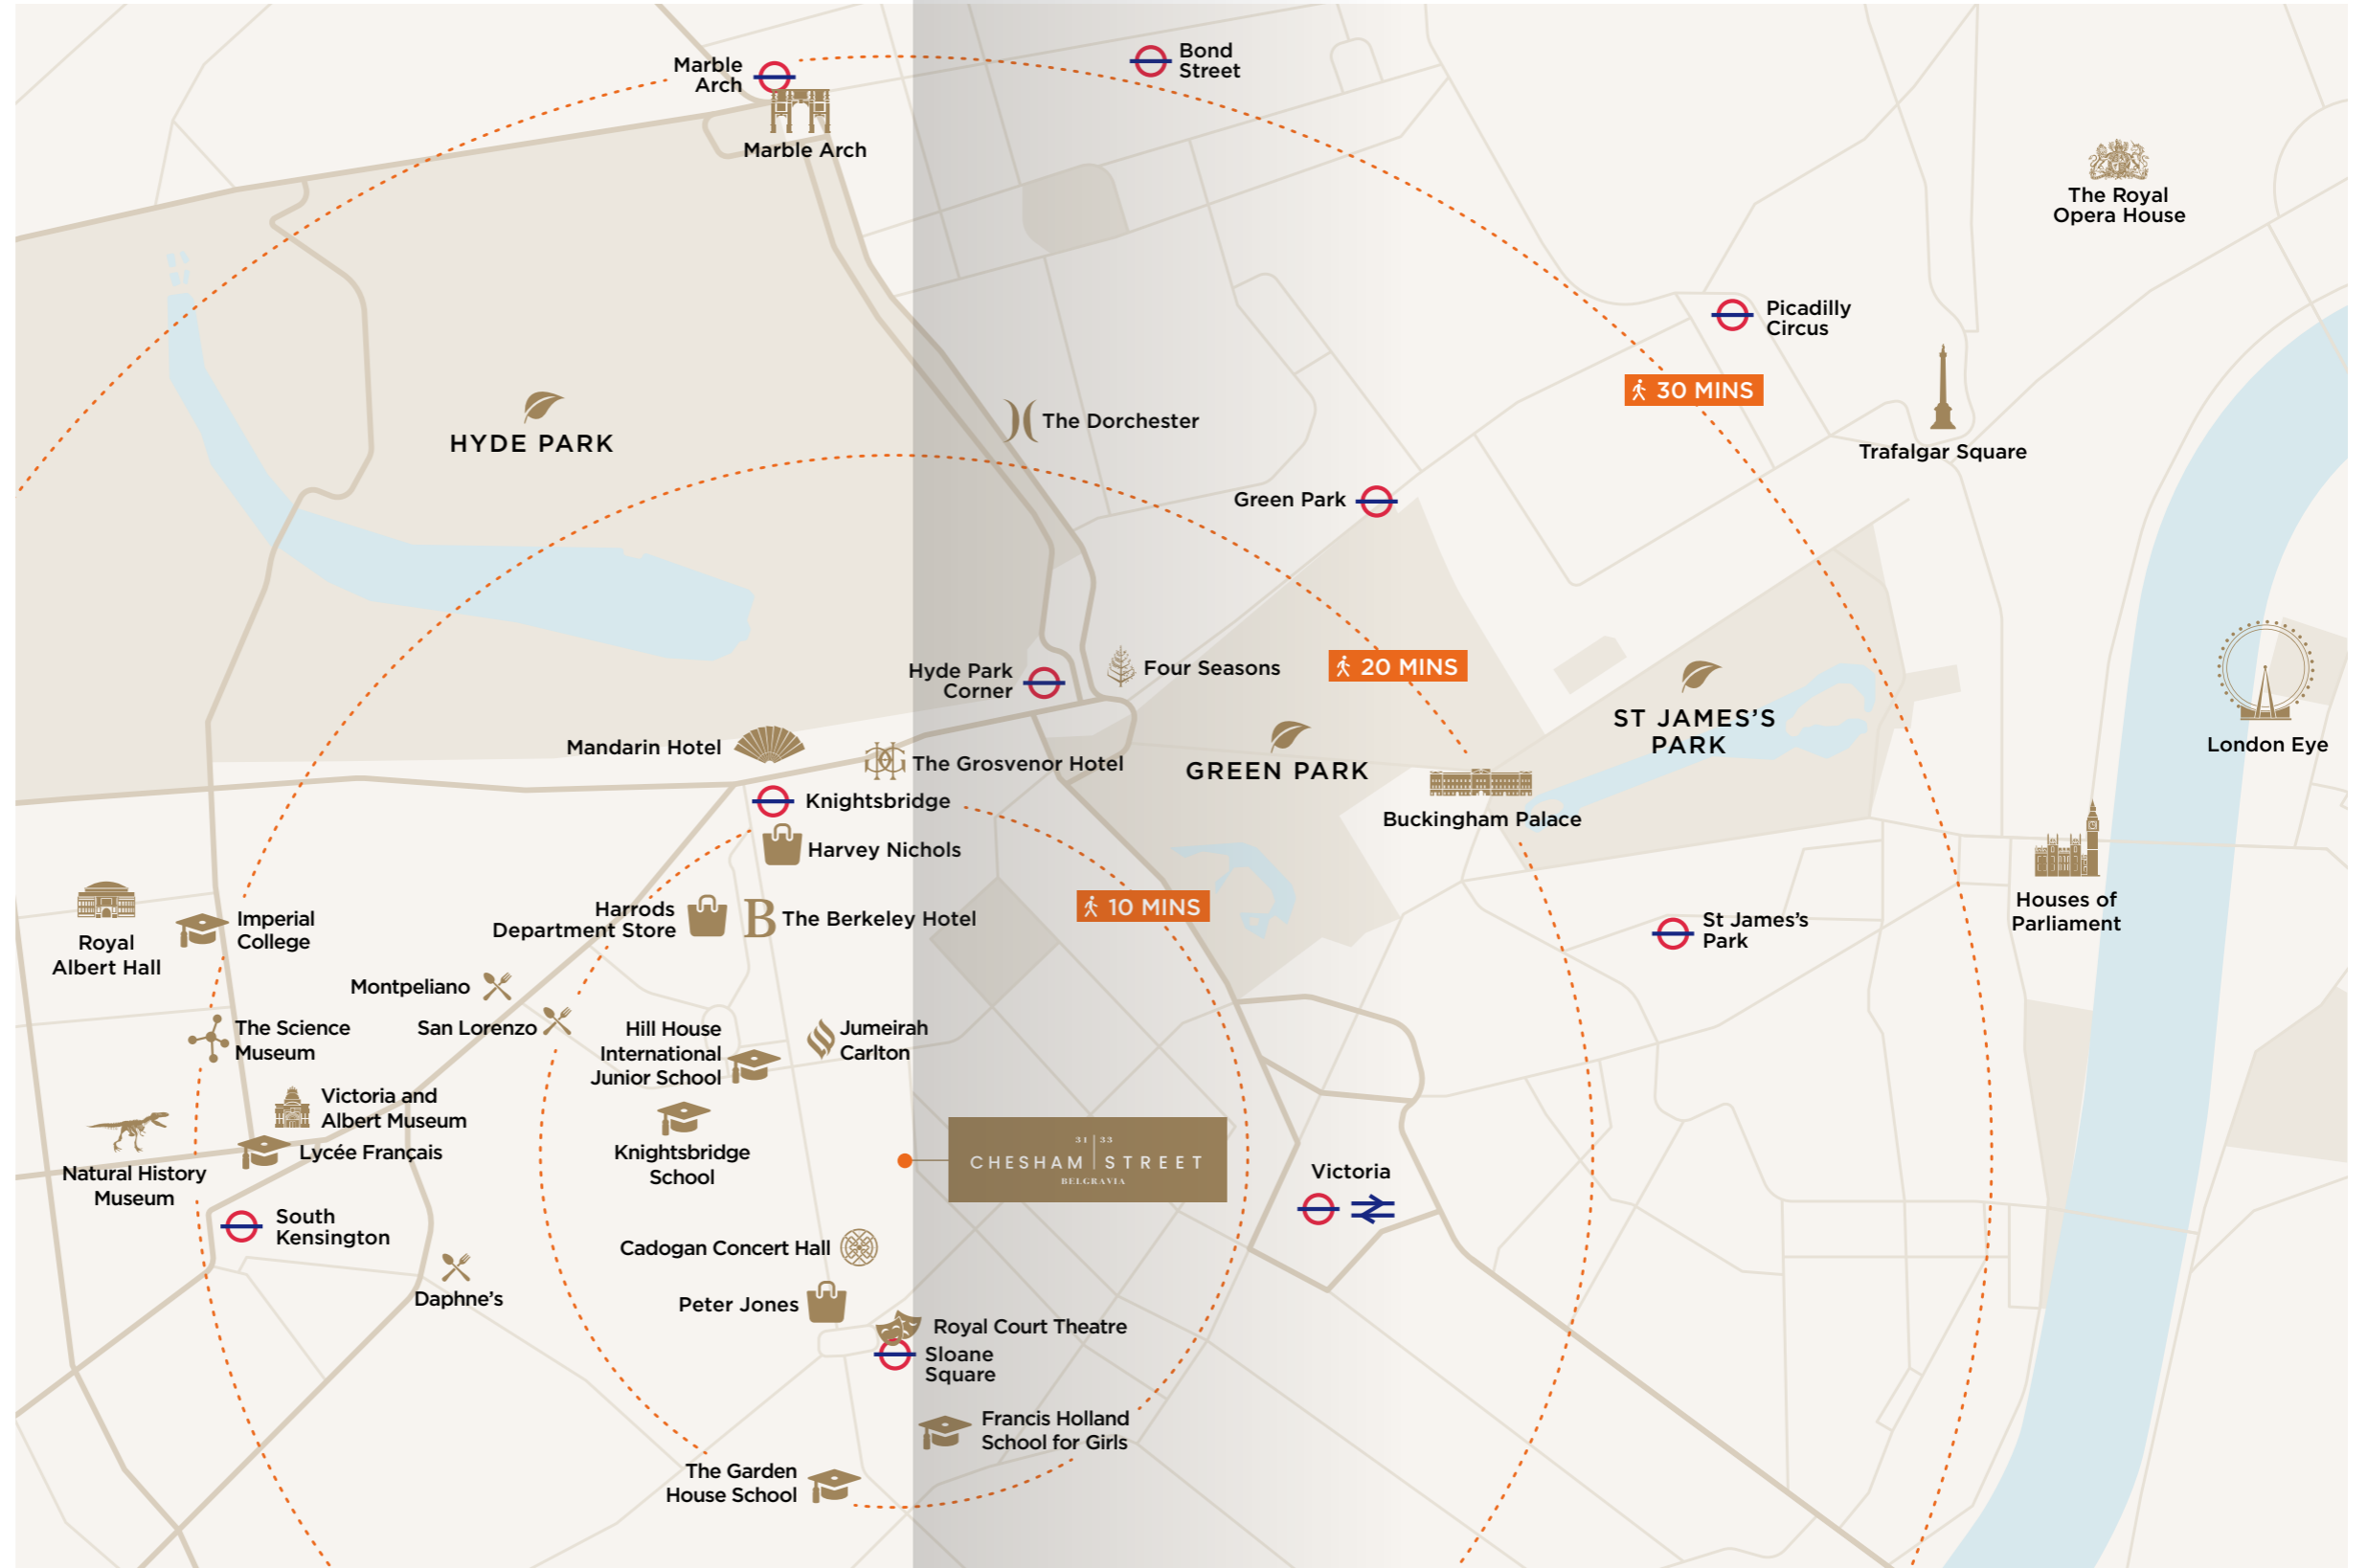 Marble
Arch
Bond
Street
Marble Arch
The Royal
Opera House
Picadilly
Circus
30 MINS
HYDE PARK
The Dorchester
Trafalgar Square
Green Park
Hyde Park
Corner
Four Seasons
20 MINS
ST JAMES'S
PARK
Mandarin Hotel
The Grosvenor Hotel
GREEN PARK
London Eye
Knightsbridge
Buckingham Palace
Harvey Nichols
Harrods
Department Store
B
The Berkeley Hotel
10 MINS
Houses of
Parliament
Royal
Albert Hall
Imperial
College
St James's
Park
Montpeliano
San Lorenzo
The Science
Museum
Hill House
International
Junior School
Jumeirah
Carlton
Victoria and
Albert Museum
Lycée Français
Natural History
Museum
Knightsbridge
School
31 33
CHESHAM STREET
BELGRAVIA
Victoria
South
Kensington
Cadogan Concert Hall
Daphne's
Peter Jones
Royal Court Theatre
Sloane
Square
Francis Holland
School for Girls
The Garden
House School